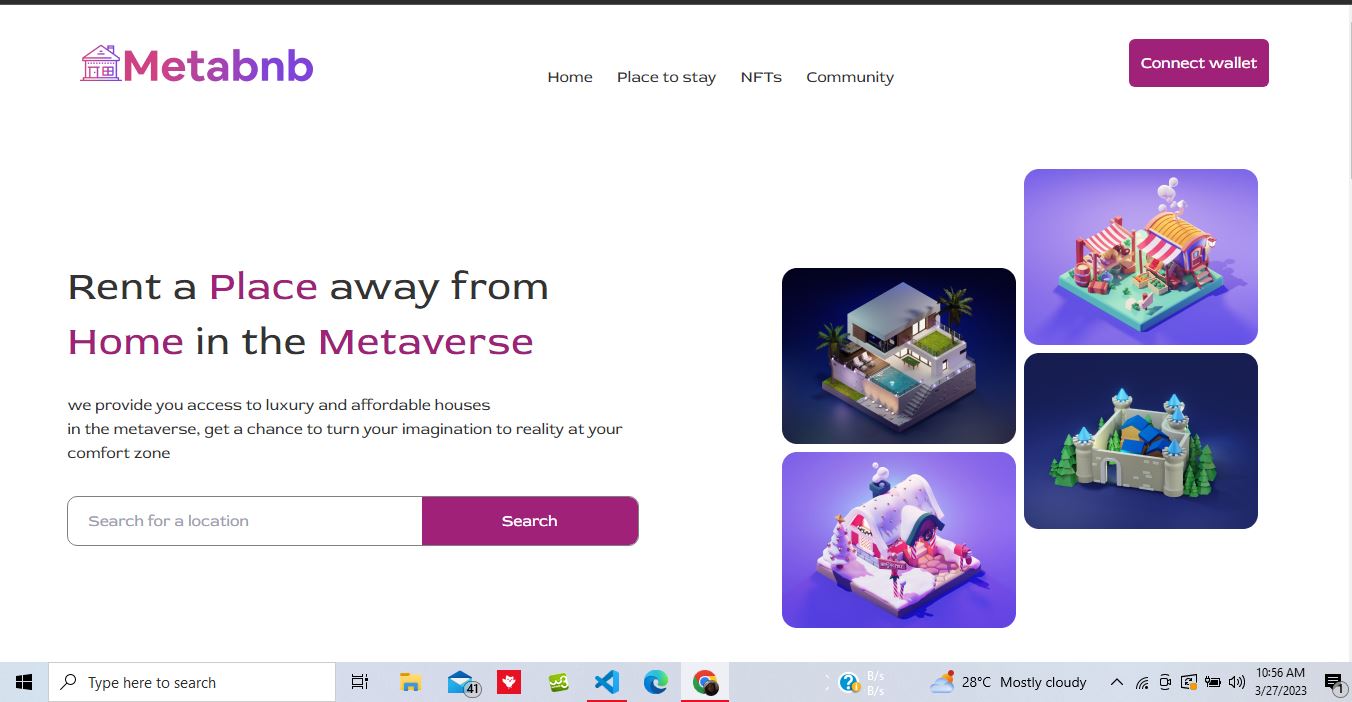 Metabnb
Home Place to stay NFTs Community
Connect wallet
Rent a Place away from
Home in the Metaverse
we provide you access to luxury and affordable houses
in the metaverse, get a chance to turn your imagination to reality at your
comfort zone
Search for a location
Search
Type here to search
41
B/s
B/s
28°C Mostly cloudy
10:56 AM
3/27/2023
1